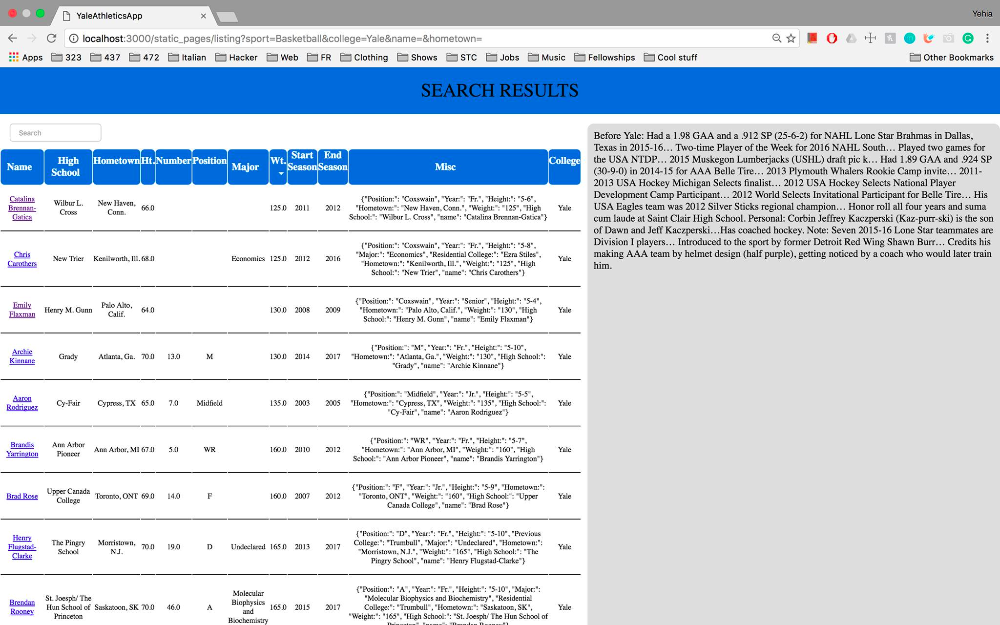 YaleAthleticsApp
Yehia
localhost:3000/static_pages/listing?sport=Basketball&college=Yale&name=&hometown=
Apps 323 437 472 Italian Hacker Web FR Clothing Shows STC Jobs Music Fellowships Cool stuff Other Bookmarks
SEARCH RESULTS
Search
Name High School Hometown Ht. Number Position Major Wt. Start Season End Season Misc College
Catalina Brennan-Gatica Wilbur L. Cross New Haven, Conn. 66.0 125.0 2011 2012 {"Position:": "Coxswain", "Year:": "Fr.", "Height:": "5-6", "Hometown:": "New Haven, Conn.", "Weight:": "125", "High School:": "Wilbur L. Cross", "name": "Catalina Brennan-Gatica"} Yale
Chris Carothers New Trier Kenilworth, Ill. 68.0 Economics 125.0 2012 2016 {"Position:": "Coxswain", "Year:": "Fr.", "Height:": "5-8", "Major:": "Economics", "Residential College:": "Ezra Stiles", "Hometown:": "Kenilworth, Ill.", "Weight:": "125", "High School:": "New Trier", "name": "Chris Carothers"} Yale
Emily Flaxman Henry M. Gunn Palo Alto, Calif. 64.0 130.0 2008 2009 {"Position:": "Coxswain", "Year:": "Senior", "Height:": "5-4", "Hometown:": "Palo Alto, Calif.", "Weight:": "130", "High School:": "Henry M. Gunn", "name": "Emily Flaxman"} Yale
Archie Kinnane Grady Atlanta, Ga. 70.0 13.0 M 130.0 2014 2017 {"Position:": "M", "Year:": "Fr.", "Height:": "5-10", "Hometown:": "Atlanta, Ga.", "Weight:": "130", "High School:": "Grady", "name": "Archie Kinnane"} Yale
Aaron Rodriguez Cy-Fair Cypress, TX 65.0 7.0 Midfield 135.0 2003 2005 {"Position:": "Midfield", "Year:": "Jr.", "Height:": "5-5", "Hometown:": "Cypress, TX", "Weight:": "135", "High School:": "Cy-Fair", "name": "Aaron Rodriguez"} Yale
Brandis Yarrington Ann Arbor Pioneer Ann Arbor, MI 67.0 5.0 WR 160.0 2010 2012 {"Position:": "WR", "Year:": "Fr.", "Height:": "5-7", "Hometown:": "Ann Arbor, MI", "Weight:": "160", "High School:": "Ann Arbor Pioneer", "name": "Brandis Yarrington"} Yale
Brad Rose Upper Canada College Toronto, ONT 69.0 14.0 F 160.0 2007 2012 {"Position:": "F", "Year:": "Jr.", "Height:": "5-9", "Hometown:": "Toronto, ONT", "Weight:": "160", "High School:": "Upper Canada College", "name": "Brad Rose"} Yale
Henry Flugstad-Clarke The Pingry School Morristown, N.J. 70.0 19.0 D Undeclared 165.0 2013 2017 {"Position:": "D", "Year:": "Fr.", "Height:": "5-10", "Previous College:": "Trumbull", "Major:": "Undeclared", "Hometown:": "Morristown, N.J.", "Weight:": "165", "High School:": "The Pingry School", "name": "Henry Flugstad-Clarke"} Yale
Brendan Rooney St. Joesph/ The Hun School of Princeton Saskatoon, SK 70.0 46.0 A Molecular Biophysics and Biochemistry 165.0 2015 2017 {"Position:": "A", "Year:": "Fr.", "Height:": "5-10", "Major:": "Molecular Biophysics and Biochemistry", "Residential College:": "Trumbull", "Hometown:": "Saskatoon, SK", "Weight:": "165", "High School:": "St. Joesph/ The Hun School of Princeton", "name": "Brendan Rooney"} Yale
Before Yale: Had a 1.98 GAA and a .912 SP (25-6-2) for NAHL Lone Star Brahmas in Dallas,
Texas in 2015-16… Two-time Player of the Week for 2016 NAHL South… Played two games for
the USA NTDP… 2015 Muskegon Lumberjacks (USHL) draft pic k… Had 1.89 GAA and .924 SP
(30-9-0) in 2014-15 for AAA Belle Tire… 2013 Plymouth Whalers Rookie Camp invite… 2011-
2013 USA Hockey Michigan Selects finalist… 2012 USA Hockey Selects National Player
Development Camp Participant… 2012 World Selects Invitational Participant for Belle Tire… His
USA Eagles team was 2012 Silver Sticks regional champion… Honor roll all four years and suma
cum laude at Saint Clair High School. Personal: Corbin Jeffrey Kaczperski (Kaz-purr-ski) is the son
of Dawn and Jeff Kaczperski…Has coached hockey. Note: Seven 2015-16 Lone Star teammates are
Division I players… Introduced to the sport by former Detroit Red Wing Shawn Burr… Credits his
making AAA team by helmet design (half purple), getting noticed by a coach who would later train
him.